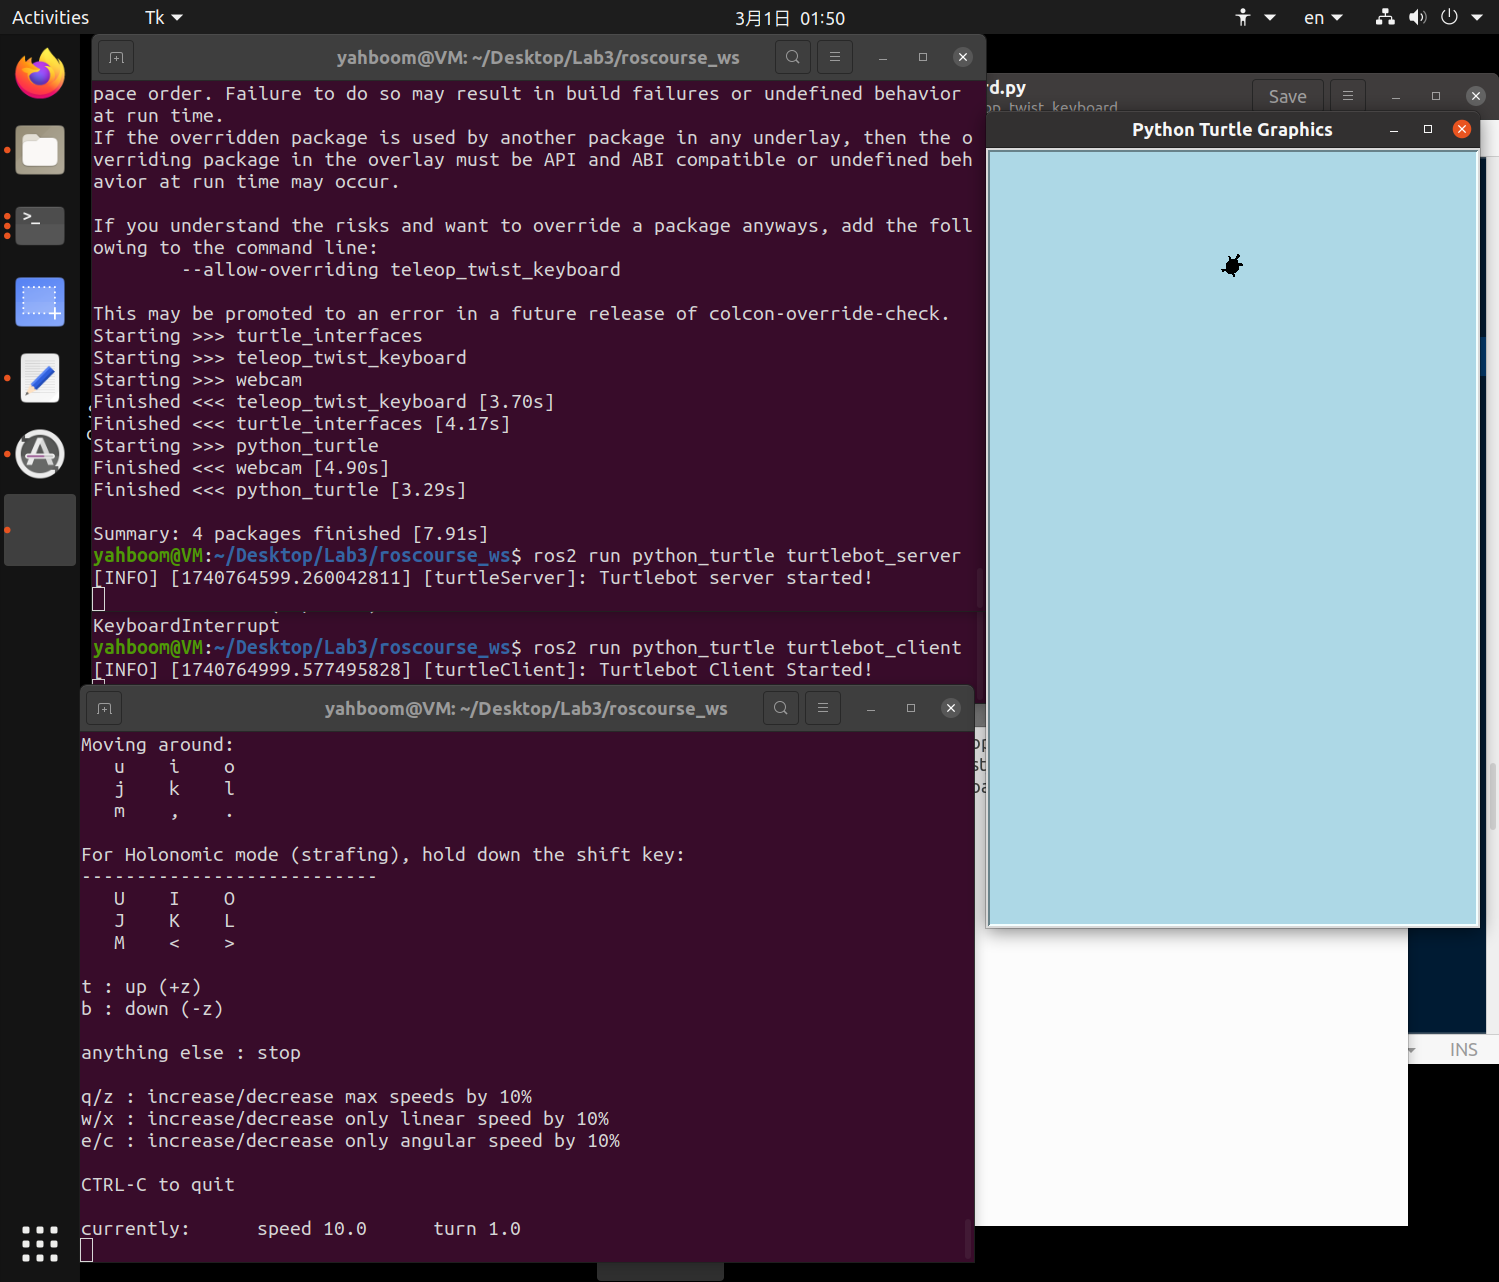 Activities
Tk
3月1日 01:50
en
yahboom@VM: ~/Desktop/Lab3/roscourse_ws
pace order. Failure to do so may result in build failures or undefined behavior
at run time.
If the overridden package is used by another package in any underlay, then the o
verriding package in the overlay must be API and ABI compatible or undefined beh
avior at run time may occur.
If you understand the risks and want to override a package anyways, add the foll
owing to the command line:
--allow-overriding teleop_twist_keyboard
This may be promoted to an error in a future release of colcon-override-check.
Starting >>> turtle_interfaces
Starting >>> teleop_twist_keyboard
Starting >>> webcam
Finished <<< teleop_twist_keyboard [3.70s]
Finished <<< turtle_interfaces [4.17s]
Starting >>> python_turtle
Finished <<< webcam [4.90s]
Finished <<< python_turtle [3.29s]
Summary: 4 packages finished [7.91s]
yahboom@VM:~/Desktop/Lab3/roscourse_ws$ ros2 run python_turtle turtlebot_server
[INFO] [1740764599.260042811] [turtleServer]: Turtlebot server started!
KeyboardInterrupt
yahboom@VM:~/Desktop/Lab3/roscourse_ws$ ros2 run python_turtle turtlebot_client
[INFO] [1740764999.577495828] [turtleClient]: Turtlebot Client Started!
yahboom@VM: ~/Desktop/Lab3/roscourse_ws
Moving around:
u i o
j k l
m , .
For Holonomic mode (strafing), hold down the shift key:
---------------------------
U I O
J K L
M < >
t : up (+z)
b : down (-z)
anything else : stop
q/z : increase/decrease max speeds by 10%
w/x : increase/decrease only linear speed by 10%
e/c : increase/decrease only angular speed by 10%
CTRL-C to quit
currently: speed 10.0 turn 1.0
rd.py
op_twist_keyboard
Save
Python Turtle Graphics
INS